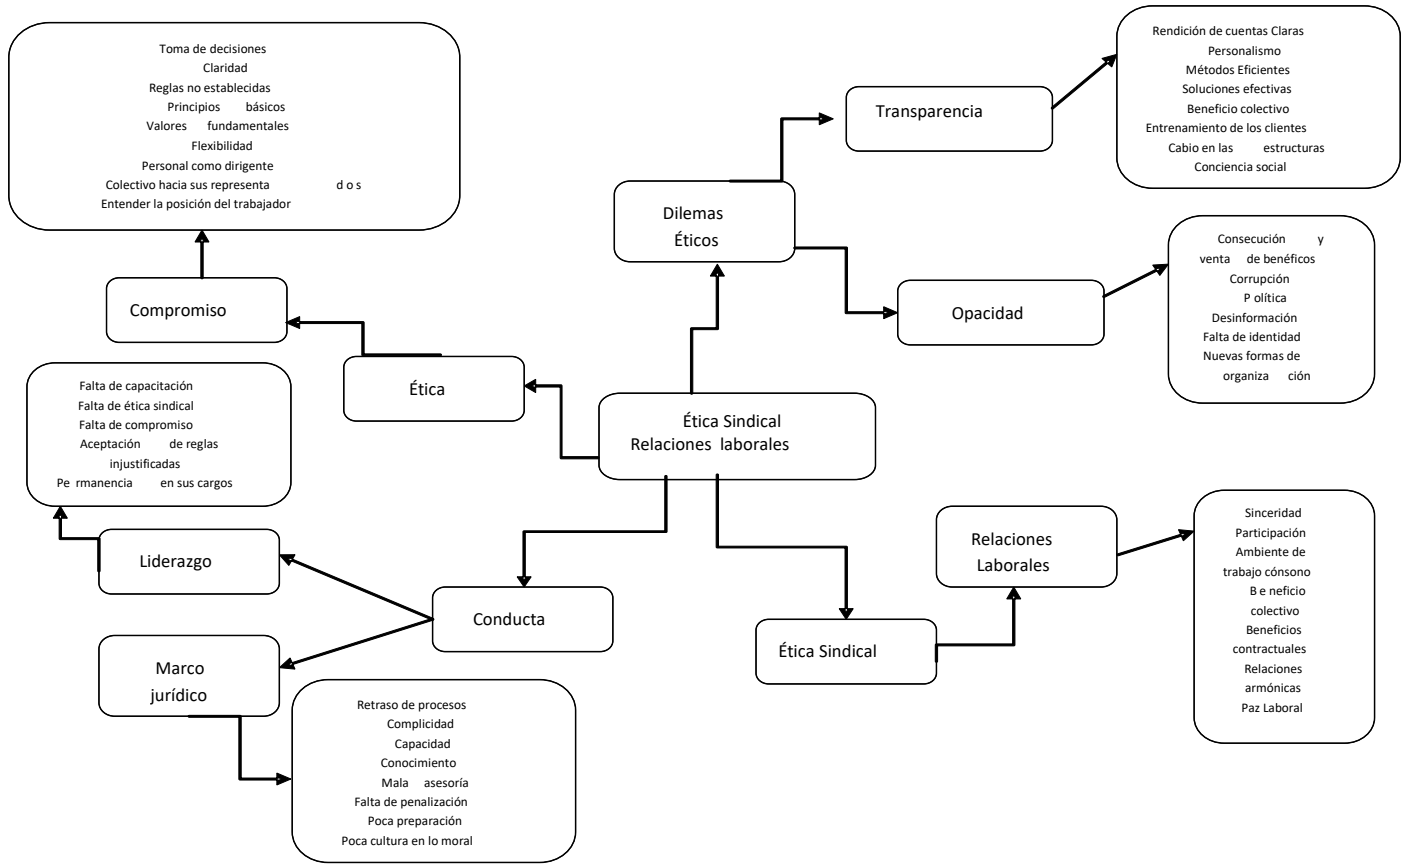 Toma de decisiones
Claridad
Reglas no establecidas
Principios básicos
Valores fundamentales
Flexibilidad
Personal como dirigente
Colectivo hacia sus representa d o s
Entender la posición del trabajador
Compromiso
Falta de capacitación
Falta de ética sindical
Falta de compromiso
Aceptación de reglas
injustificadas
Pe rmanencia en sus cargos
Ética
Liderazgo
Marco
jurídico
Conducta
Retraso de procesos
Complicidad
Capacidad
Conocimiento
Mala asesoría
Falta de penalización
Poca preparación
Poca cultura en lo moral
Ética Sindical
Relaciones laborales
Dilemas
Éticos
Transparencia
Rendición de cuentas Claras
Personalismo
Métodos Eficientes
Soluciones efectivas
Beneficio colectivo
Entrenamiento de los clientes
Cabio en las estructuras
Conciencia social
Opacidad
Consecución y
venta de benéficos
Corrupción
P olítica
Desinformación
Falta de identidad
Nuevas formas de
organiza ción
Ética Sindical
Relaciones
Laborales
Sinceridad
Participación
Ambiente de
trabajo cónsono
B e neficio
colectivo
Beneficios
contractuales
Relaciones
armónicas
Paz Laboral